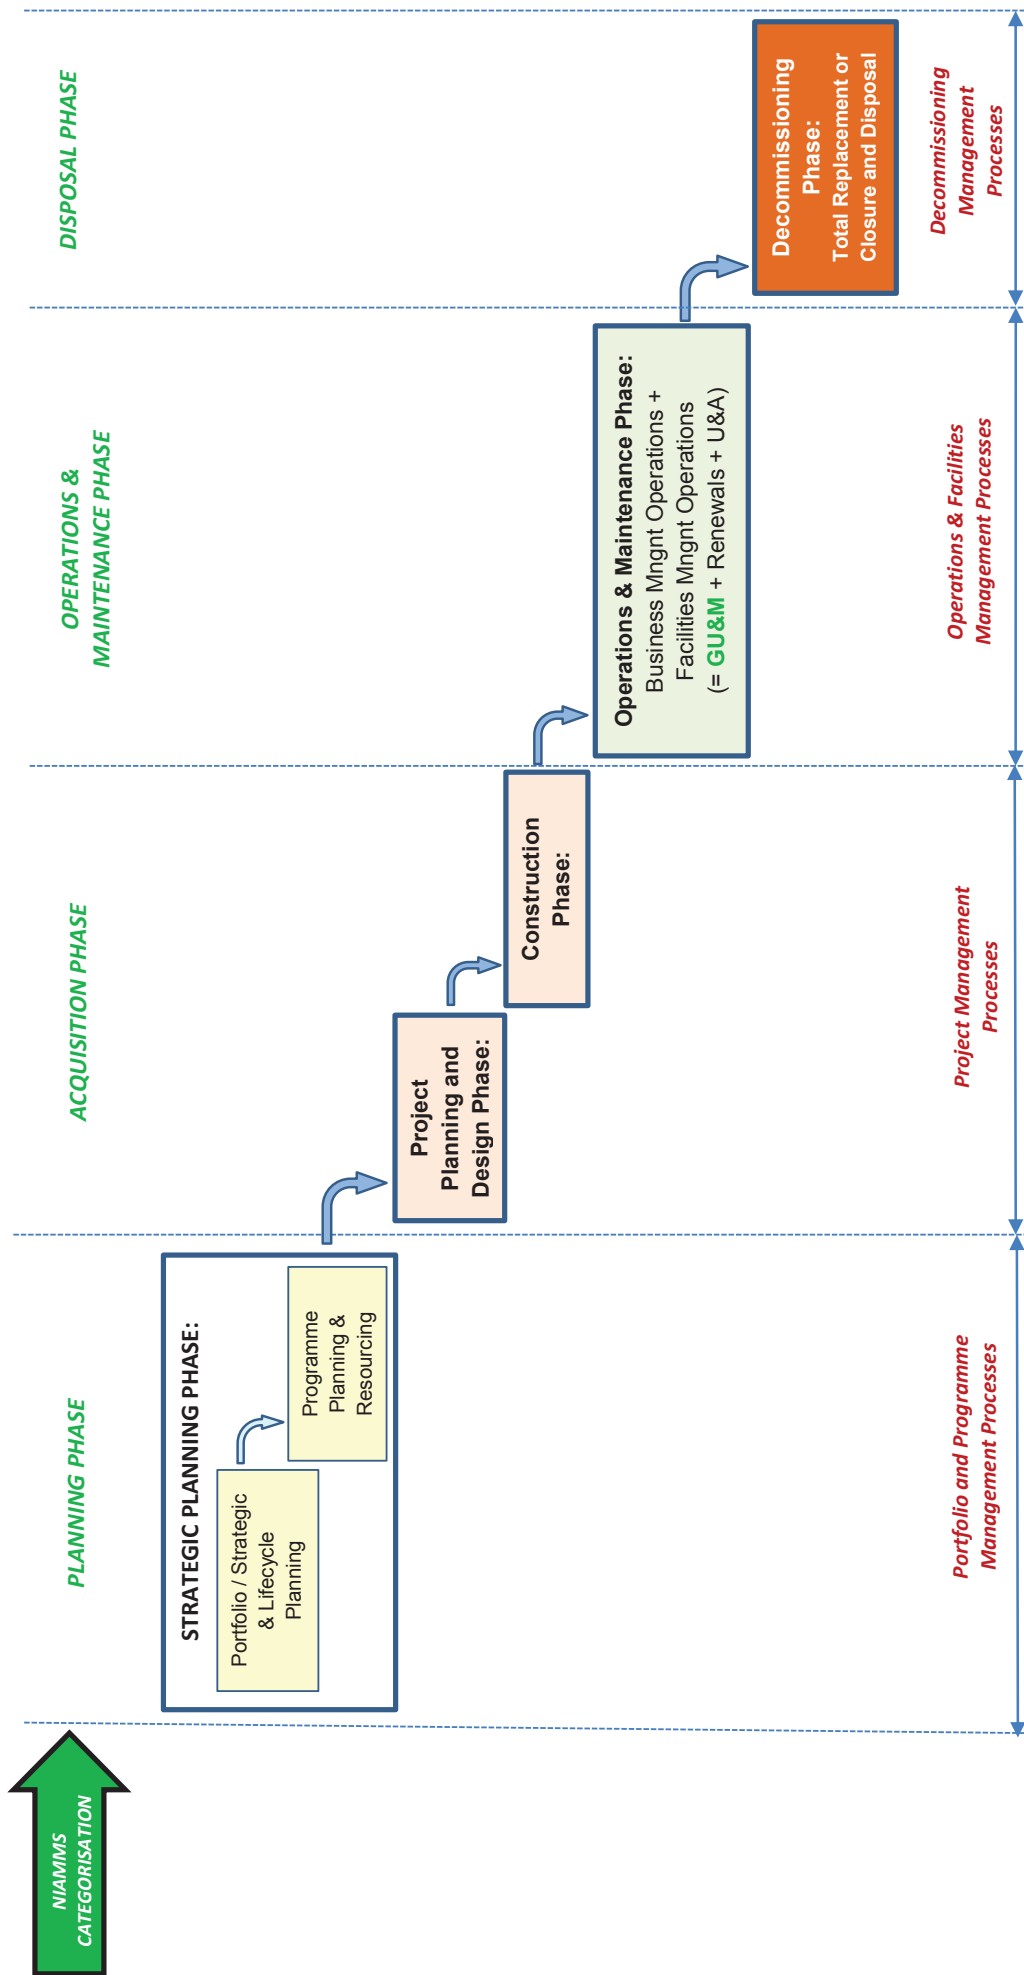 NIAMMS
CATEGORISATION
PLANNING PHASE
ACQUISITION PHASE
OPERATIONS &
MAINTENANCE PHASE
DISPOSAL PHASE
STRATEGIC PLANNING PHASE:
Portfolio / Strategic
& Lifecycle
Planning
Programme
Planning &
Resourcing
Project
Planning and
Design Phase:
Construction
Phase:
Operations & Maintenance Phase:
Business Mngnt Operations +
Facilities Mngnt Operations
(= GU&M + Renewals + U&A)
Decommissioning
Phase:
Total Replacement or
Closure and Disposal
Portfolio and Programme
Management Processes
Project Management
Processes
Operations & Facilities
Management Processes
Decommissioning
Management
Processes